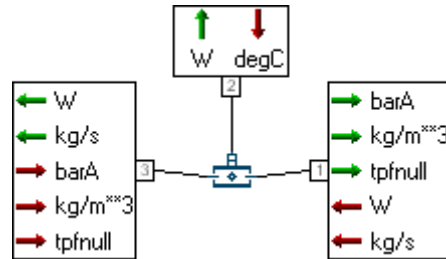 W degC
2
W
kg/s
barA
kg/m**3
tpfnull
3
1
barA
kg/m**3
tpfnull
W
kg/s